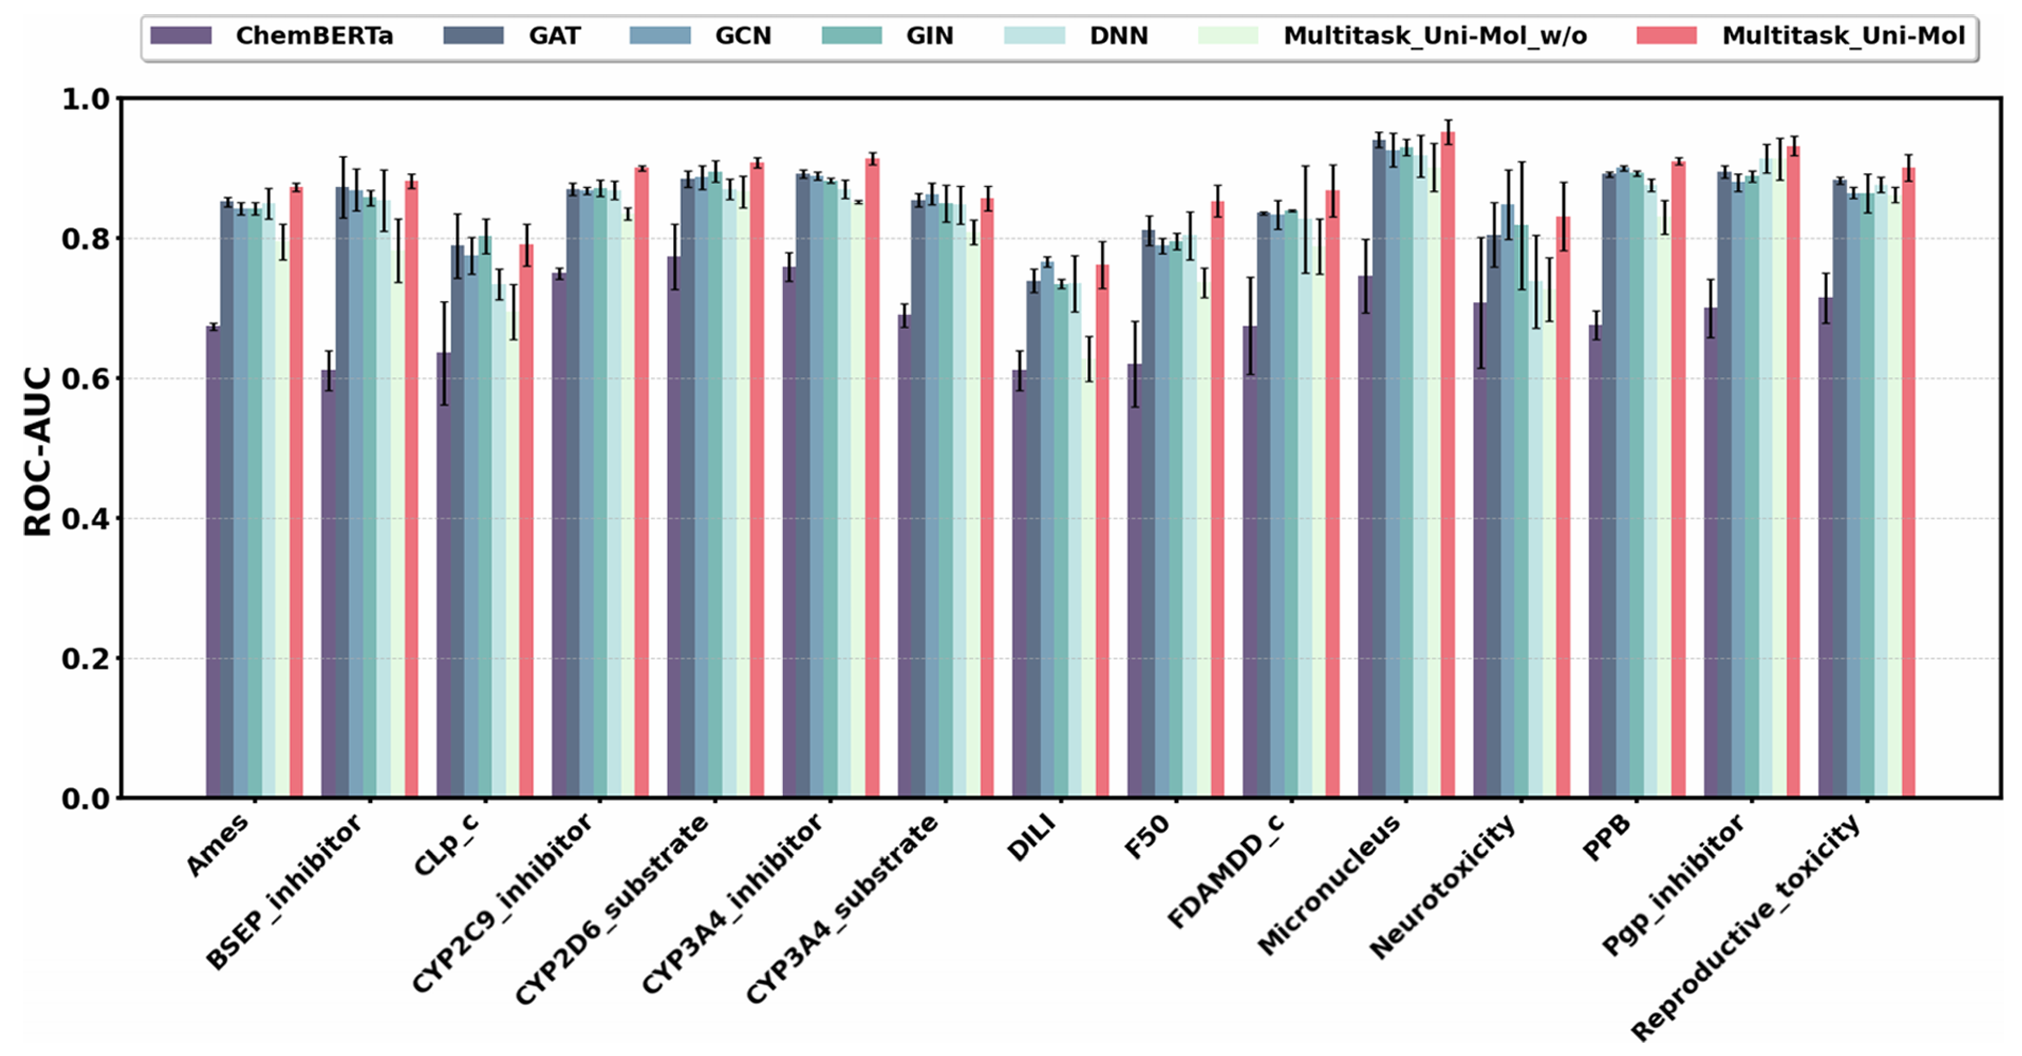 ChemBERTa GAT GCN GIN DNN Multitask_Uni-Mol_w/o Multitask_Uni-Mol
1.0
0.8
0.6
0.4
0.2
0.0
ROC-AUC
Ames
BSEP_inhibitor
CLp_c
CYP2C9_inhibitor
CYP2D6_substrate
CYP3A4_inhibitor
CYP3A4_substrate
DILI
F50
FDAMDD_c
Micronucleus
Neurotoxicity
PPB
Pgp_inhibitor
Reproductive_toxicity